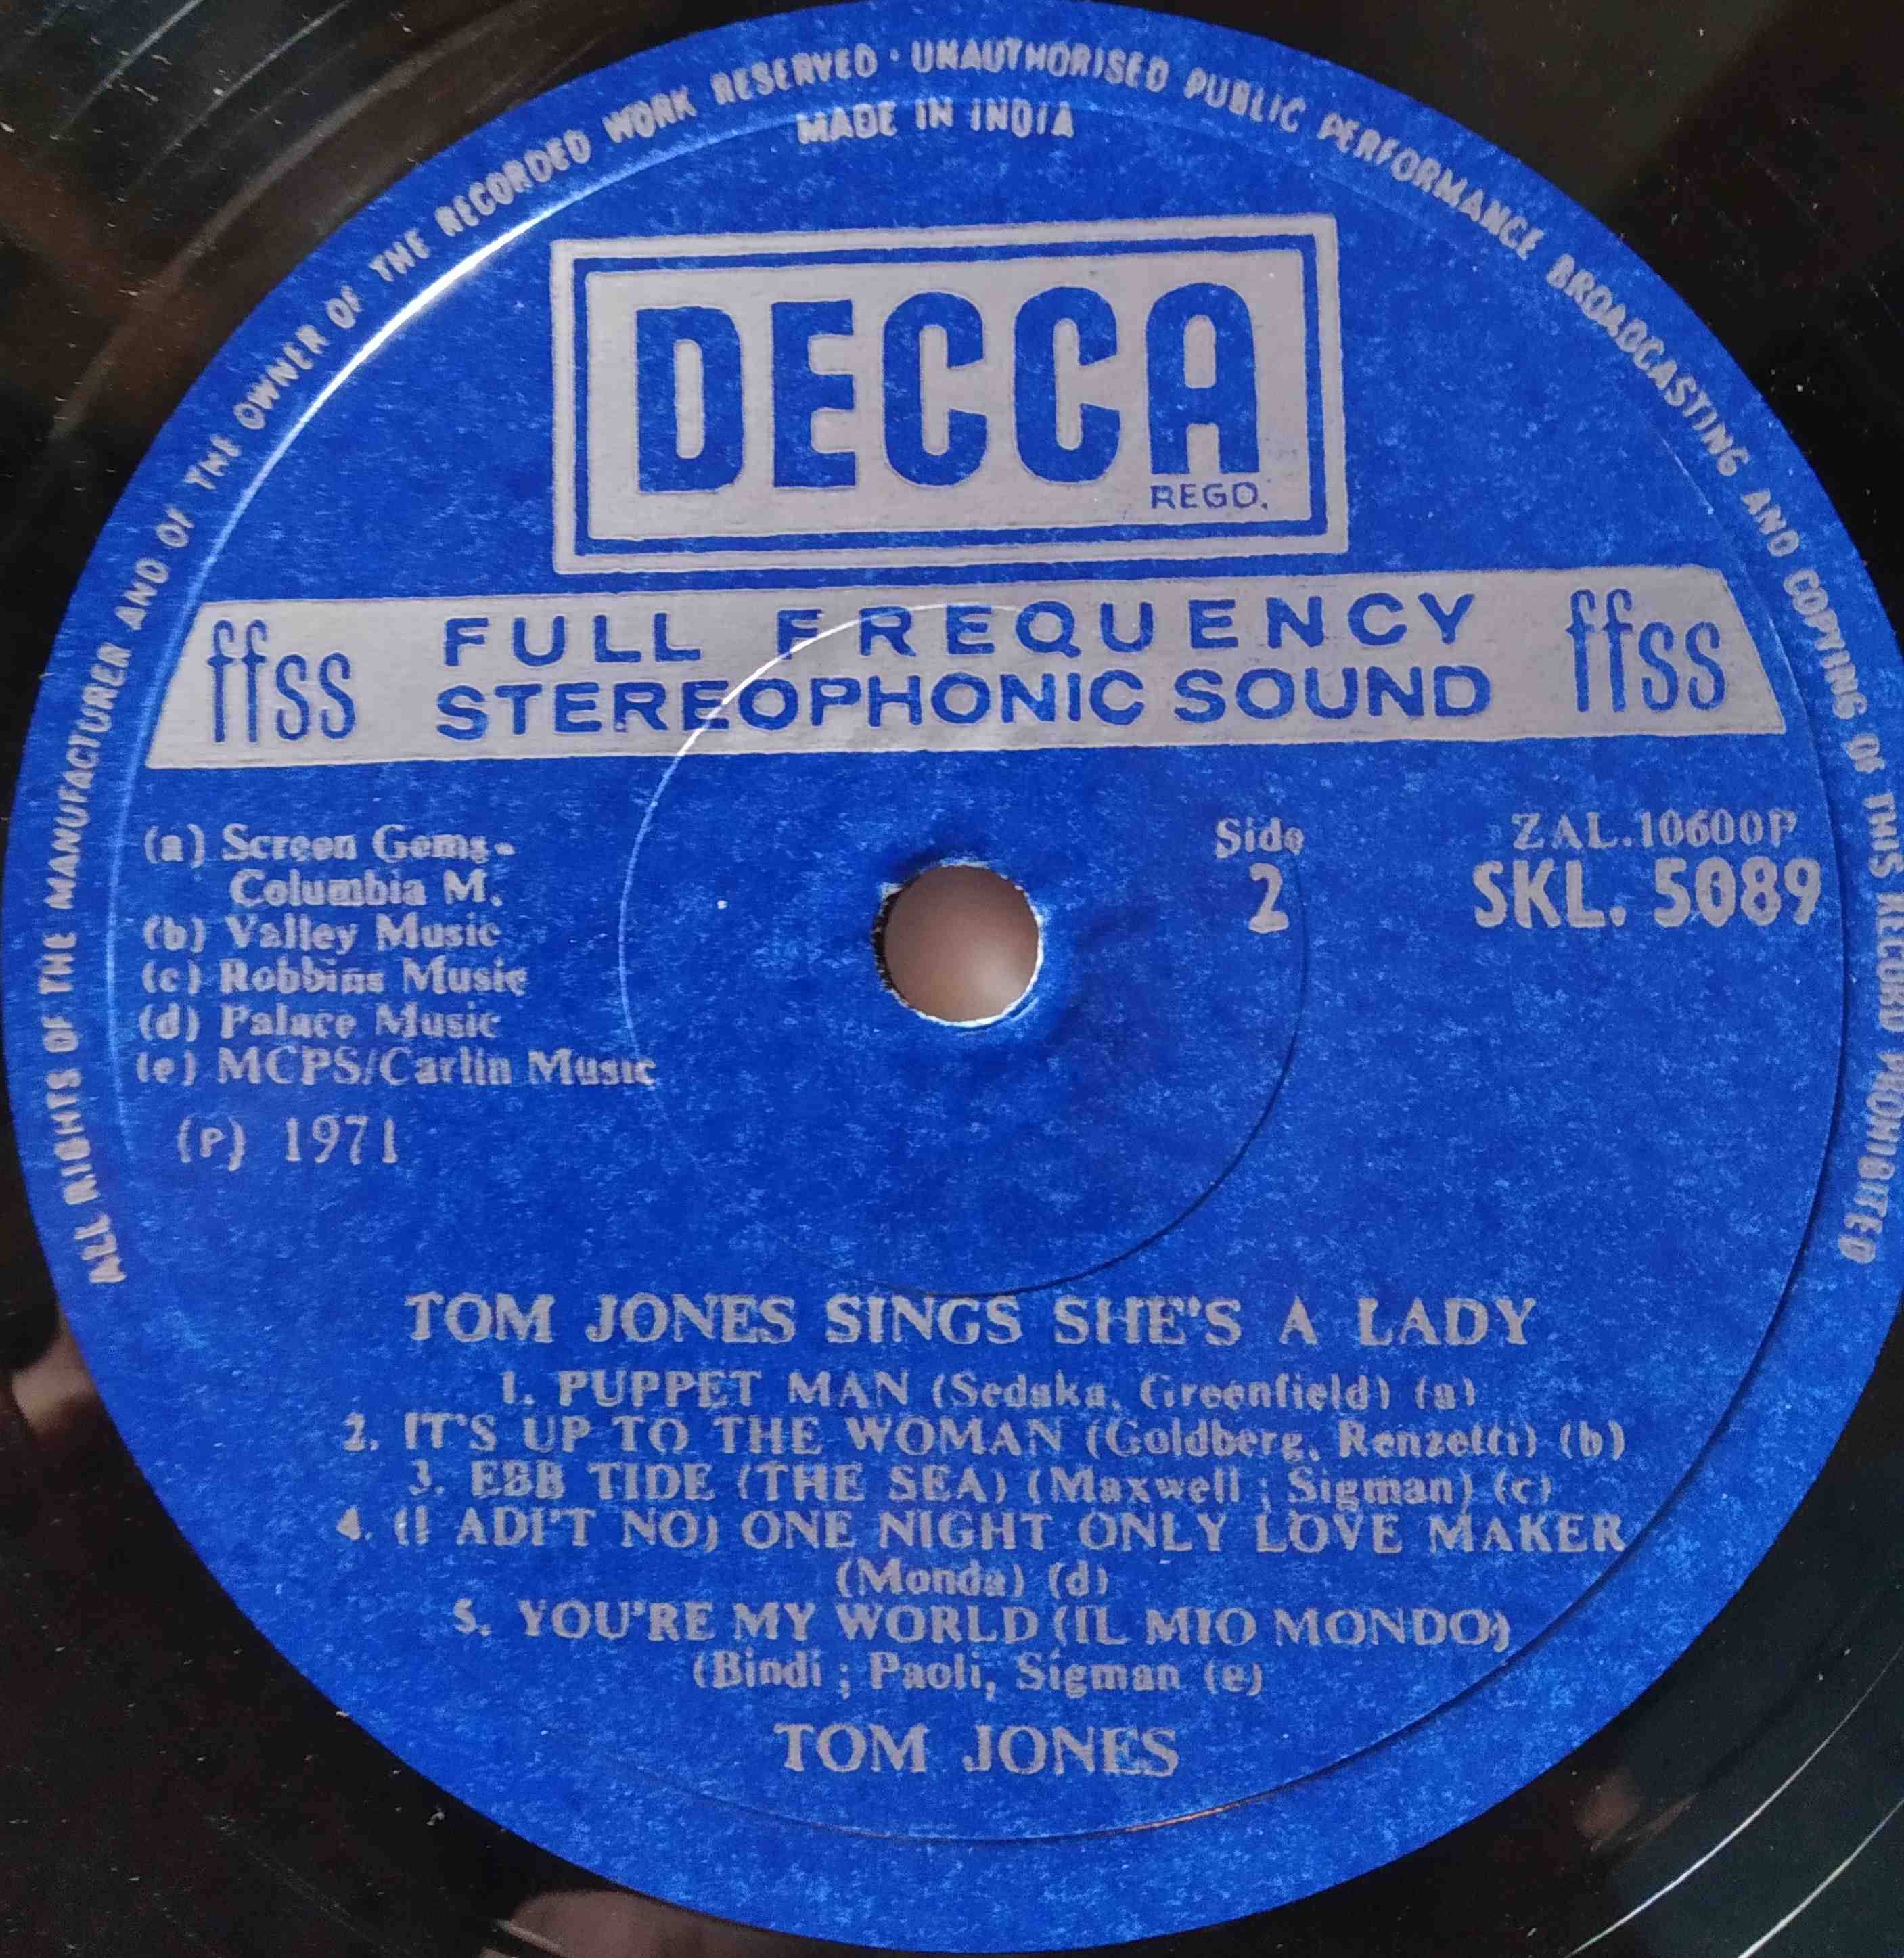 ALL RIGHTS OF THE MANUFACTURER AND OF THE OWNER OF THE RECORDED WORK RESERVED · UNAUTHORISED PUBLIC PERFORMANCE BROADCASTING AND COPYING OF THIS RECORD PROHIBITED
MADE IN INDIA
DECCA
REGD.
ffss FULL FREQUENCY STEREOPHONIC SOUND ffss
(a) Screen Gems-
Columbia M.
(b) Valley Music
(c) Robbins Music
(d) Palace Music
(e) MCPS/Carlin Music
(P) 1971
Side
2
ZAL.10600P
SKL. 5089
TOM JONES SINGS SHE'S A LADY
1. PUPPET MAN (Sedaka, Greenfield) (a)
2. IT'S UP TO THE WOMAN (Goldberg, Renzetti) (b)
3. EBB TIDE (THE SEA) (Maxwell ; Sigman) (c)
4. (I ADI'T NO) ONE NIGHT ONLY LOVE MAKER
(Monda) (d)
5. YOU'RE MY WORLD (IL MIO MONDO)
(Bindi ; Paoli, Sigman (e)
TOM JONES